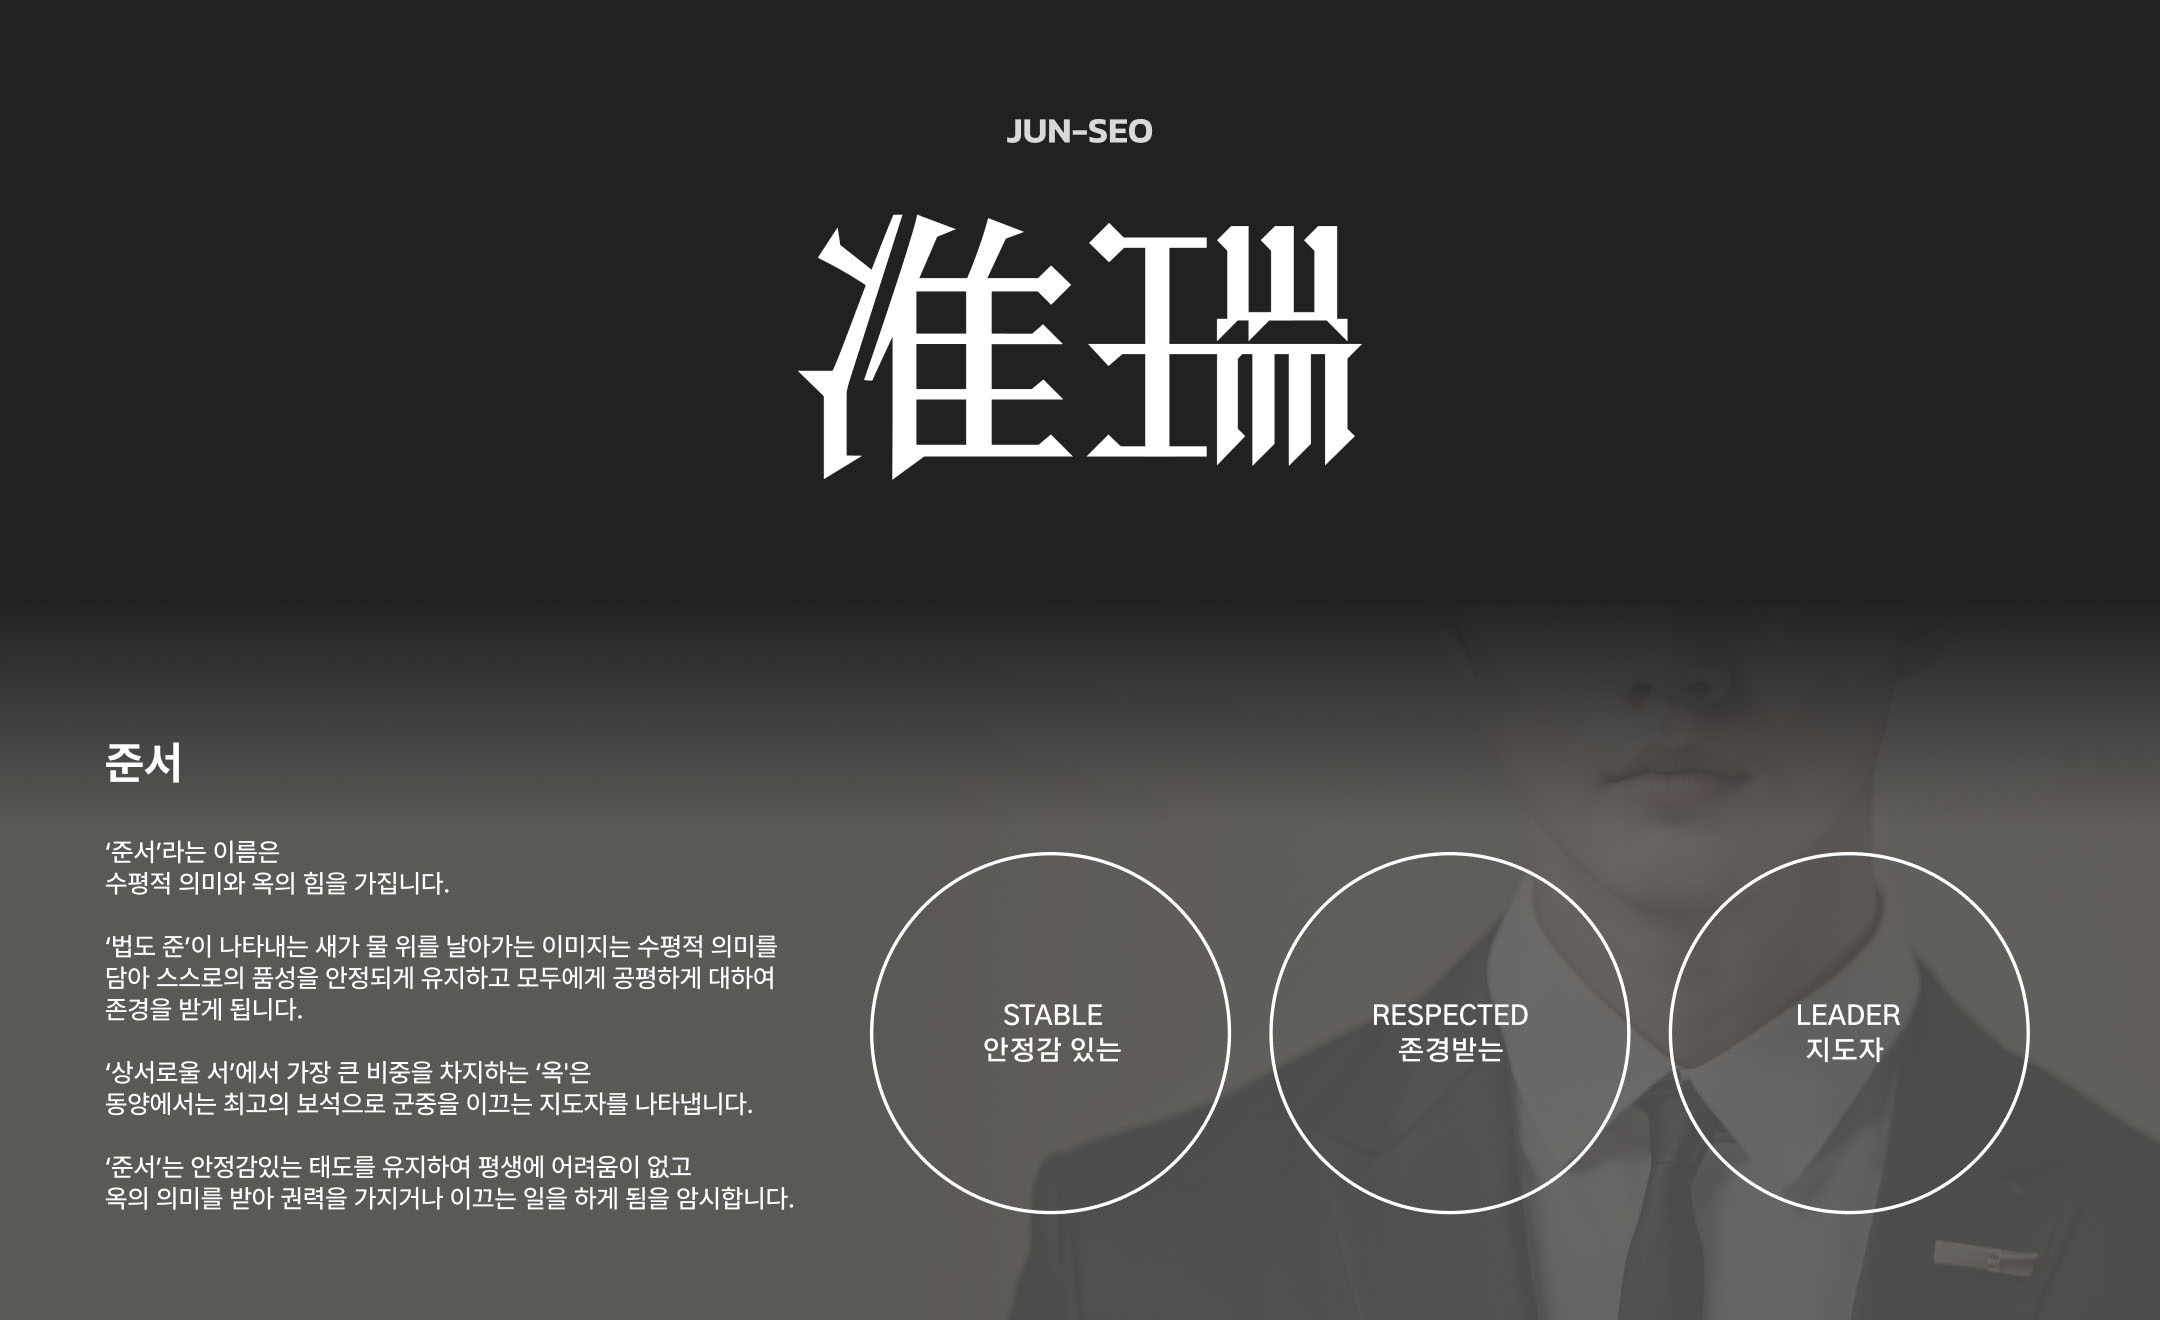 JUN-SEO
准瑞
준서
‘준서’라는 이름은
수평적 의미와 옥의 힘을 가집니다.
‘법도 준’이 나타내는 새가 물 위를 날아가는 이미지는 수평적 의미를
담아 스스로의 품성을 안정되게 유지하고 모두에게 공평하게 대하여
존경을 받게 됩니다.
‘상서로울 서’에서 가장 큰 비중을 차지하는 ‘옥'은
동양에서는 최고의 보석으로 군중을 이끄는 지도자를 나타냅니다.
‘준서’는 안정감있는 태도를 유지하여 평생에 어려움이 없고
옥의 의미를 받아 권력을 가지거나 이끄는 일을 하게 됨을 암시합니다.
STABLE
안정감 있는
RESPECTED
존경받는
LEADER
지도자